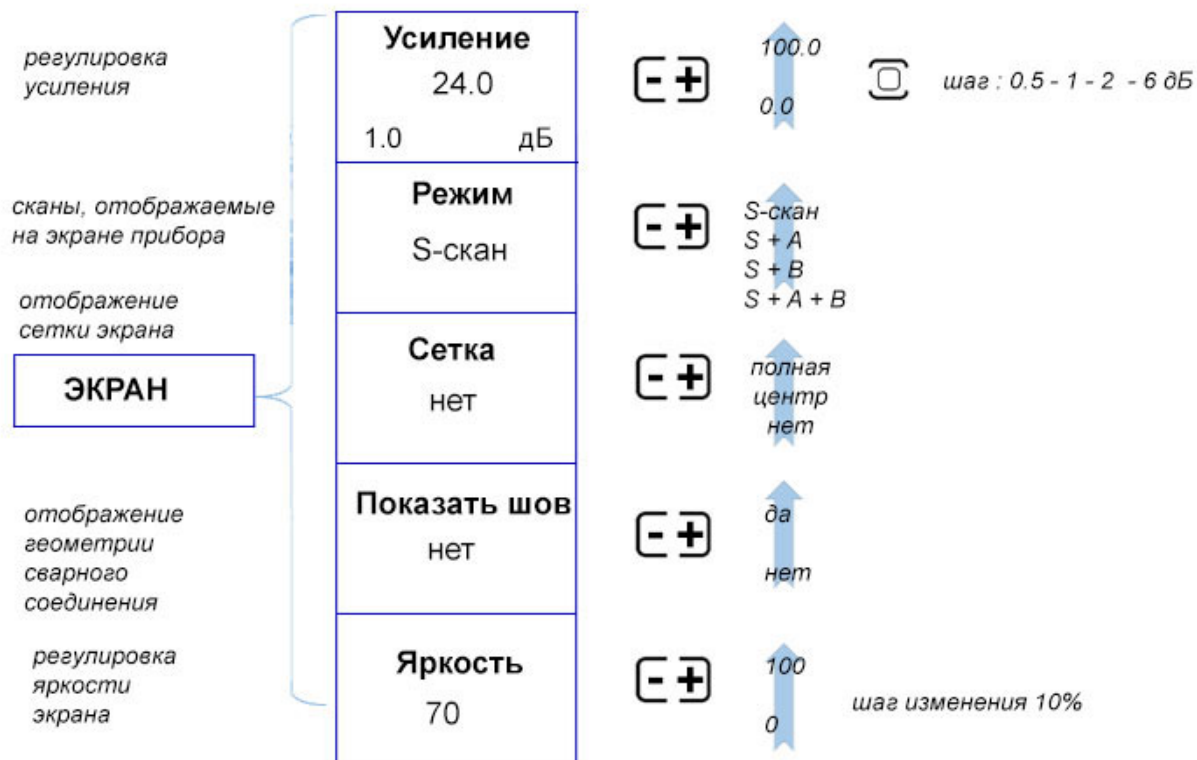 регулировка
усиления
Усиление
24.0
1.0 дБ
- +
100.0
0.0
шаг : 0.5 - 1 - 2 - 6 дБ
сканы, отображаемые
на экране прибора
Режим
S-скан
- +
S-скан
S + A
S + B
S + A + B
отображение
сетки экрана
ЭКРАН
Сетка
нет
- +
полная
центр
нет
отображение
геометрии
сварного
соединения
Показать шов
нет
- +
да
нет
регулировка
яркости
экрана
Яркость
70
- +
100
0
шаг изменения 10%